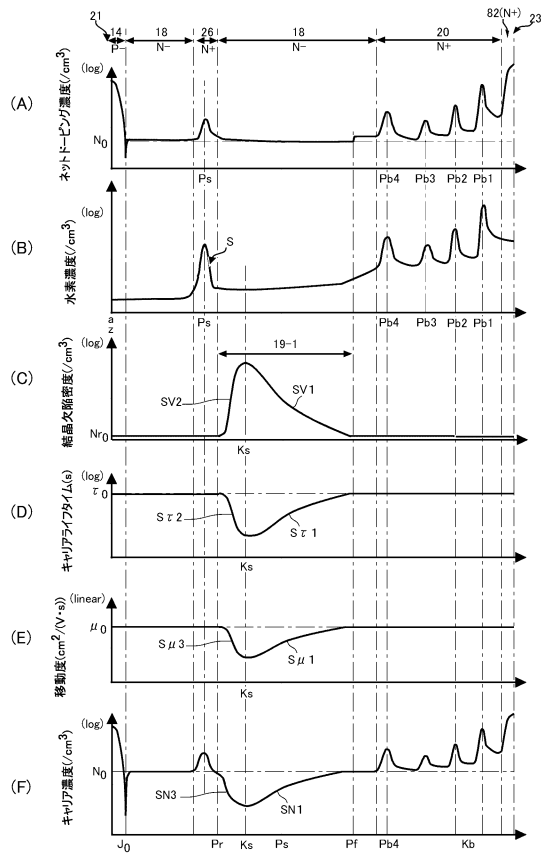 21
14 18 26 18 20 82(N+) 23
P- N- N+ N- N+
(A)
ネットドーピング濃度(/cm³)
(log)
N₀
Ps Pb4 Pb3 Pb2 Pb1
(B)
水素濃度(/cm³)
(log)
S
a
z
Ps Pb4 Pb3 Pb2 Pb1
(C)
結晶欠陥密度(/cm³)
(log)
19-1
SV2
SV1
Nr₀
Ks
(D)
キャリアライフタイム(s)
(log)
τ₀
Sτ2
Sτ1
Ks
(E)
移動度(cm²/(V・s))
(linear)
μ₀
Sμ3
Sμ1
Ks
(F)
キャリア濃度(/cm³)
(log)
N₀
SN3
SN1
J₀ Pr Ks Ps Pf Pb4 Kb